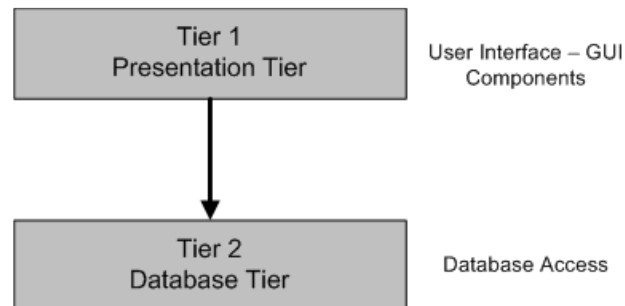 Tier 1
Presentation Tier
User Interface – GUI
Components
Tier 2
Database Tier
Database Access